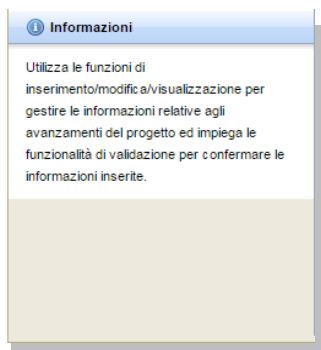 Informazioni
Utilizza le funzioni di
inserimento/modifica/visualizzazione per
gestire le informazioni relative agli
avanzamenti del progetto ed impiega le
funzionalità di validazione per confermare le
informazioni inserite.